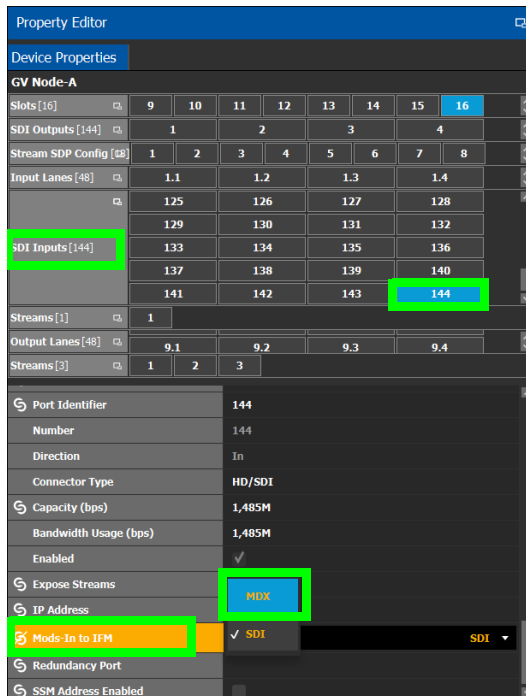 Property Editor
Device Properties
GV Node-A
Slots [16] 9 10 11 12 13 14 15 16
SDI Outputs [144] 1 2 3 4
Stream SDP Config [18] 1 2 3 4 5 6 7 8
Input Lanes [48] 1.1 1.2 1.3 1.4
125 126 127 128
129 130 131 132
SDI Inputs [144] 133 134 135 136
137 138 139 140
141 142 143 144
Streams [1] 1
Output Lanes [48] 9.1 9.2 9.3 9.4
Streams [3] 1 2 3
Port Identifier 144
Number 144
Direction In
Connector Type HD/SDI
Capacity (bps) 1,485M
Bandwidth Usage (bps) 1,485M
Enabled
Expose Streams
MDX
IP Address
Mods-In to IFM ✓ SDI SDI
Redundancy Port
SSM Address Enabled